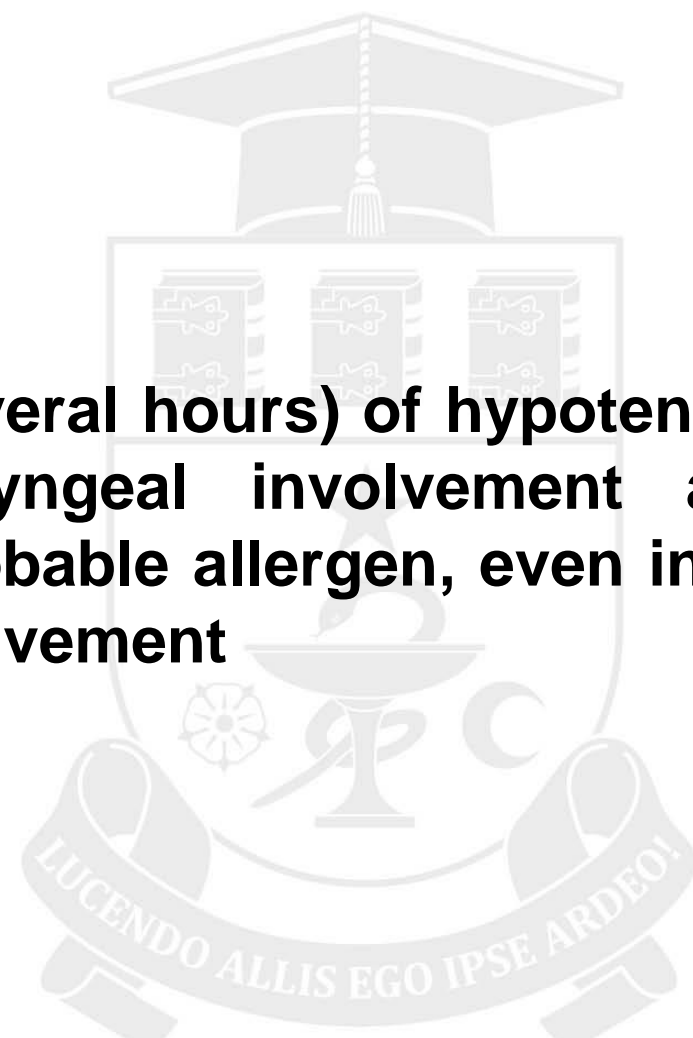 veral hours) of hypoten
yngeal involvement a
bable allergen, even in
vement
LUCENDO ALLIS EGO IPSE ARDEO!